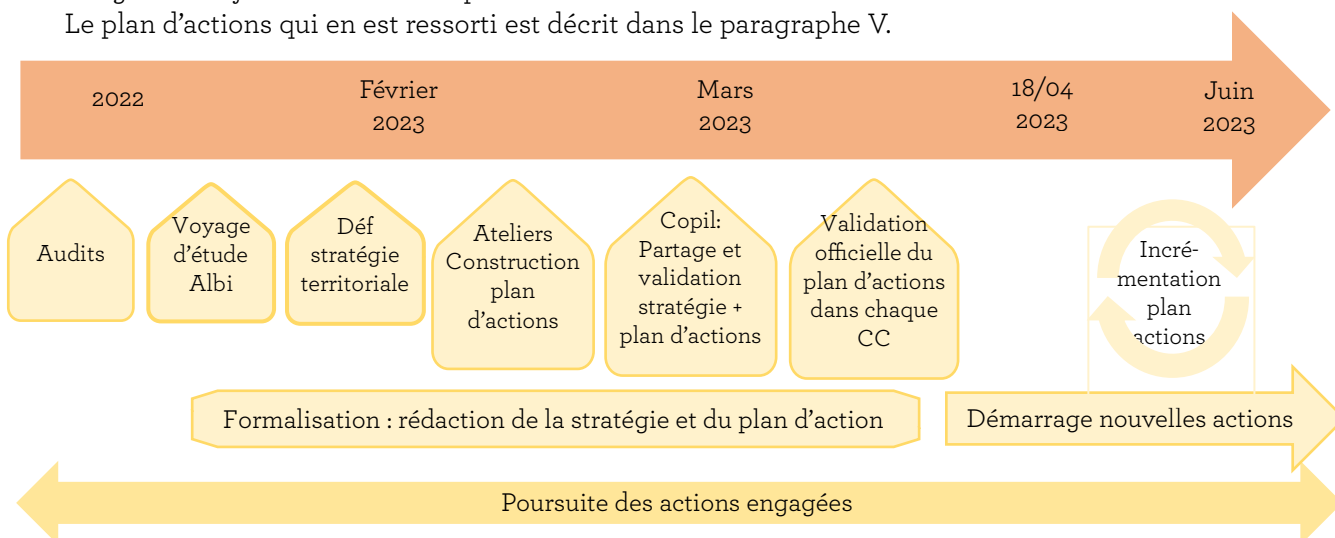 Le plan d'actions qui en est ressorti est décrit dans le paragraphe V.
2022
Février
2023
Mars
2023
18/04
2023
Juin
2023
Audits
Voyage
d'étude
Albi
Déf
stratégie
territoriale
Ateliers
Construction
plan
d'actions
Copil:
Partage et
validation
stratégie +
plan d'actions
Validation
officielle du
plan d'actions
dans chaque
CC
Incré-
mentation
plan
actions
Formalisation : rédaction de la stratégie et du plan d'action
Démarrage nouvelles actions
Poursuite des actions engagées